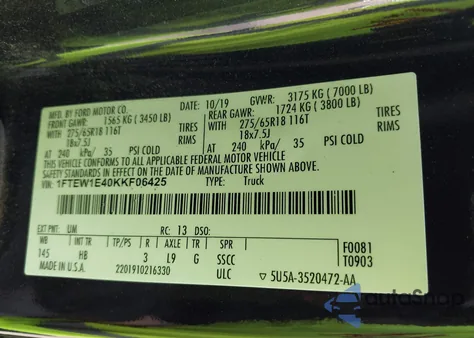 MFD. BY FORD MOTOR CO.
DATE: 10/19 GVWR: 3175 KG ( 7000 LB)
FRONT GAWR: 1565 KG ( 3450 LB)
REAR GAWR: 1724 KG ( 3800 LB)
WITH 275/65R18 116T TIRES
18x7.5J RIMS
AT 240 kPa/ 35 PSI COLD
WITH 275/65R18 116T TIRES
18x7.5J RIMS
AT 240 kPa/ 35 PSI COLD
THIS VEHICLE CONFORMS TO ALL APPLICABLE FEDERAL MOTOR VEHICLE
SAFETY STANDARDS IN EFFECT ON THE DATE OF MANUFACTURE SHOWN ABOVE.
VIN: 1FTEW1E40KKF06425 TYPE: Truck
EXT PNT: UM RC: 13 DSO:
WB INT TR TP/PS R AXLE TR SPR
145 HB 3 L9 G SSCC
MADE IN U.S.A. 2201910216330 ULC
F0081
T0903
5U5A-3520472-AA
autoShop